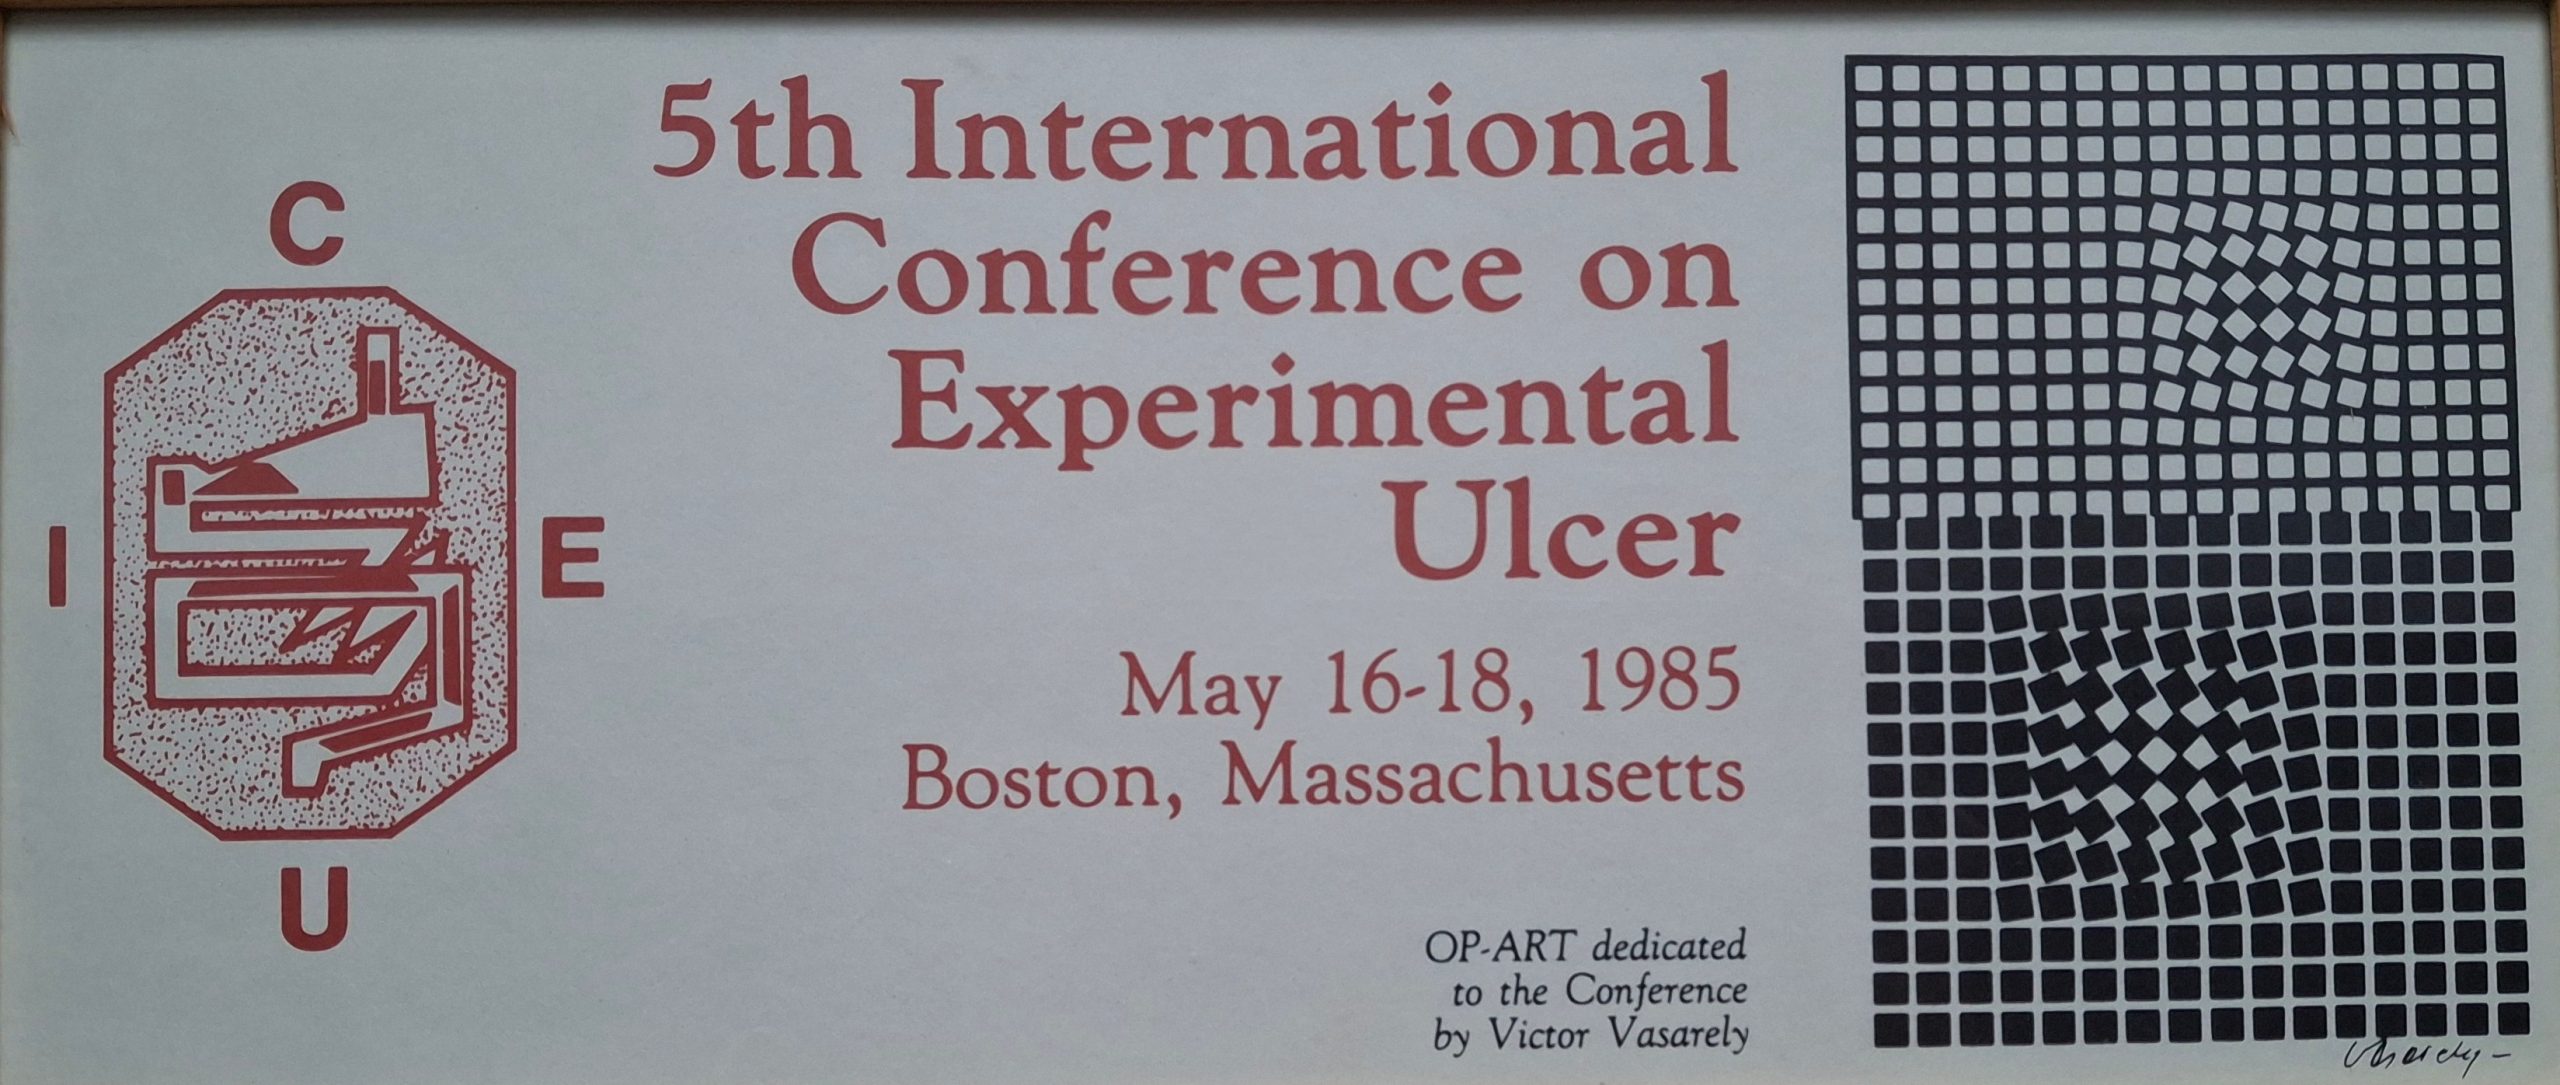 C
I
E
U
5th International
Conference on
Experimental
Ulcer
May 16-18, 1985
Boston, Massachusetts
OP-ART dedicated
to the Conference
by Victor Vasarely
Vasarely